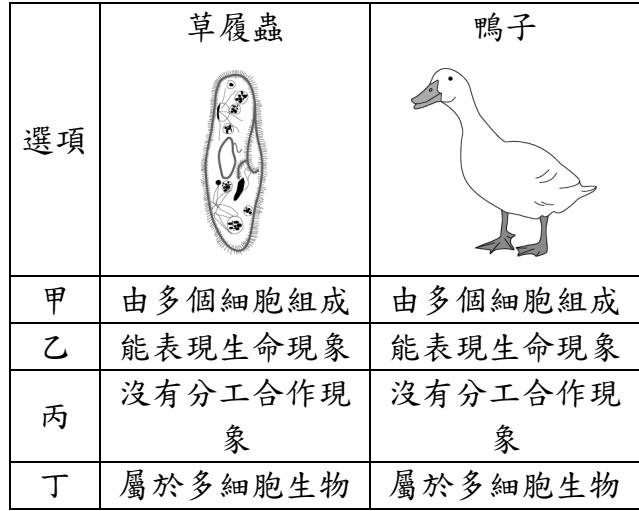 選項
草履蟲
鴨子
甲
由多個細胞組成
由多個細胞組成
乙
能表現生命現象
能表現生命現象
丙
沒有分工合作現
象
沒有分工合作現
象
丁
屬於多細胞生物
屬於多細胞生物